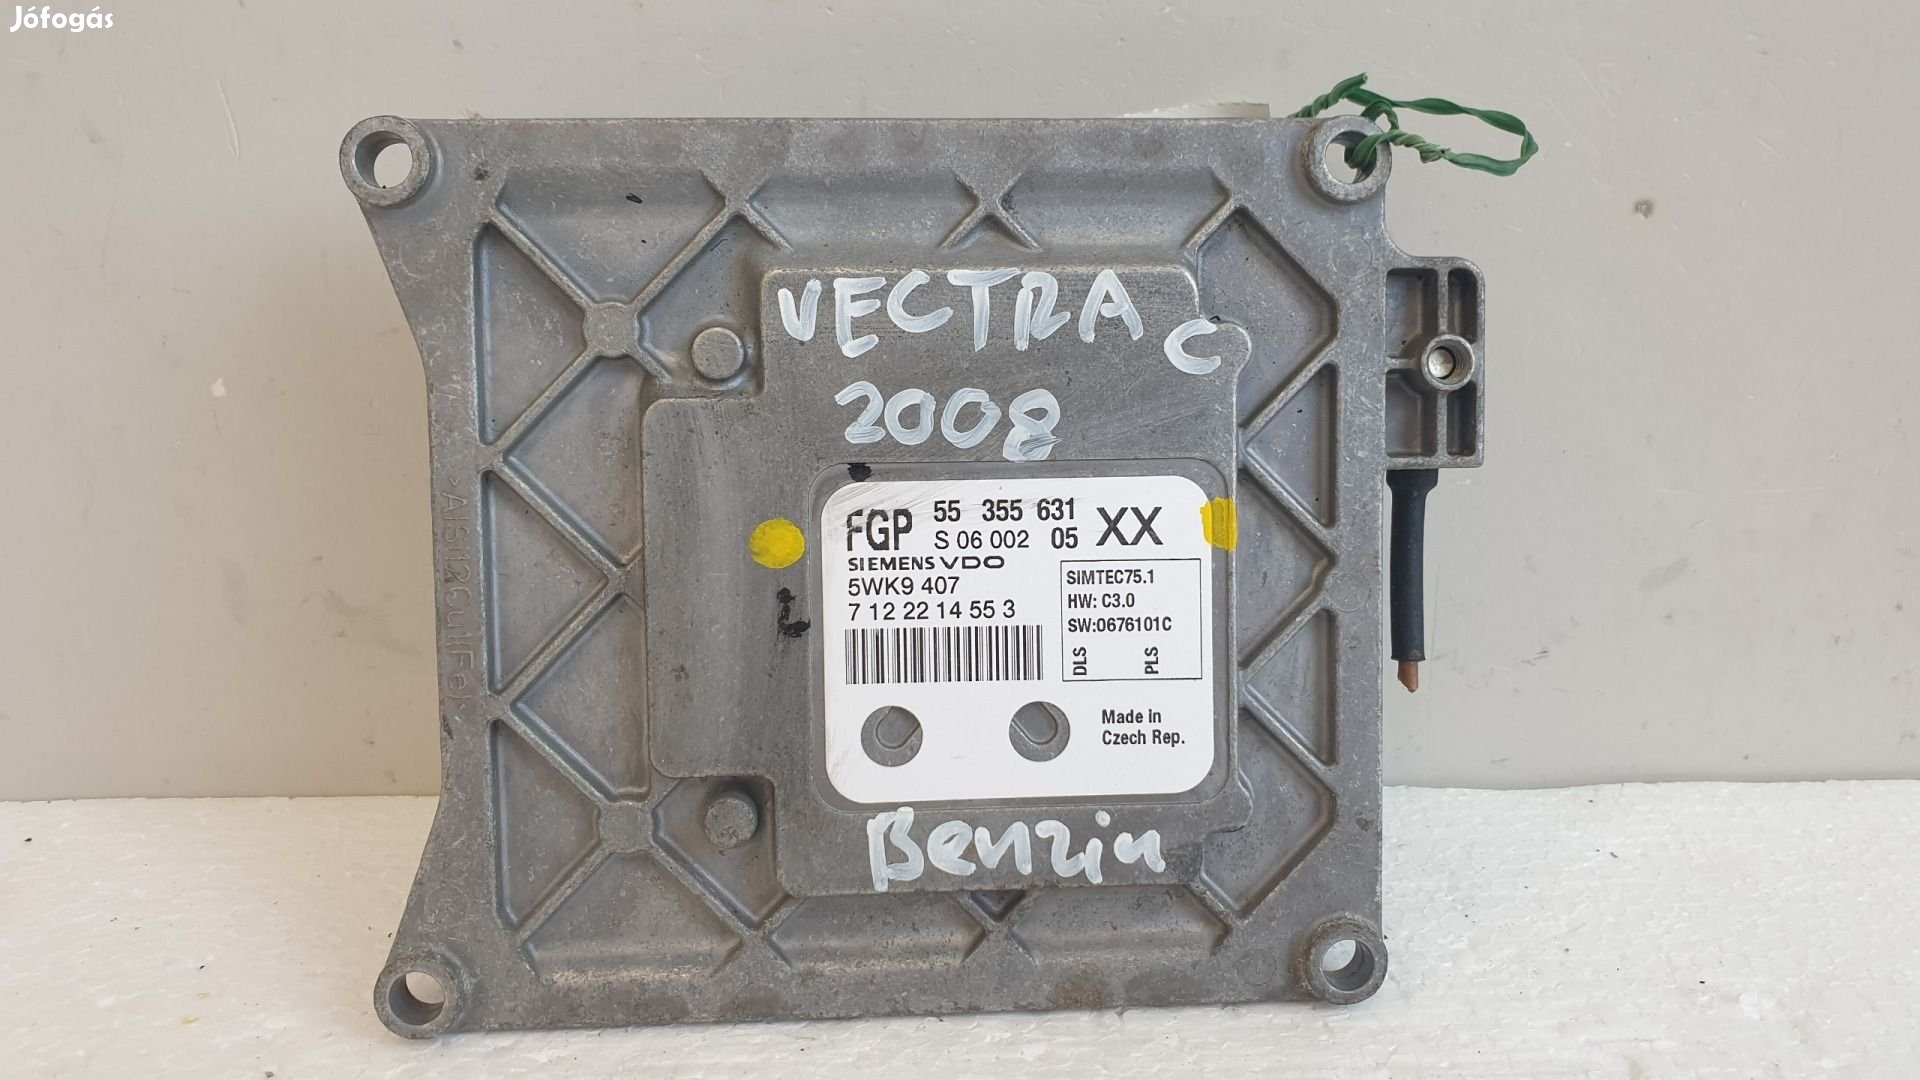 Jófogás
VECTRA C
2008
FGP 55 355 631 XX
S 06 002 05
SIEMENS VDO
5WK9 407
7 12 22 14 55 3
SIMTEC75.1
HW: C3.0
SW:0676101C
DLS PLS
Made in
Czech Rep.
Benzin
L